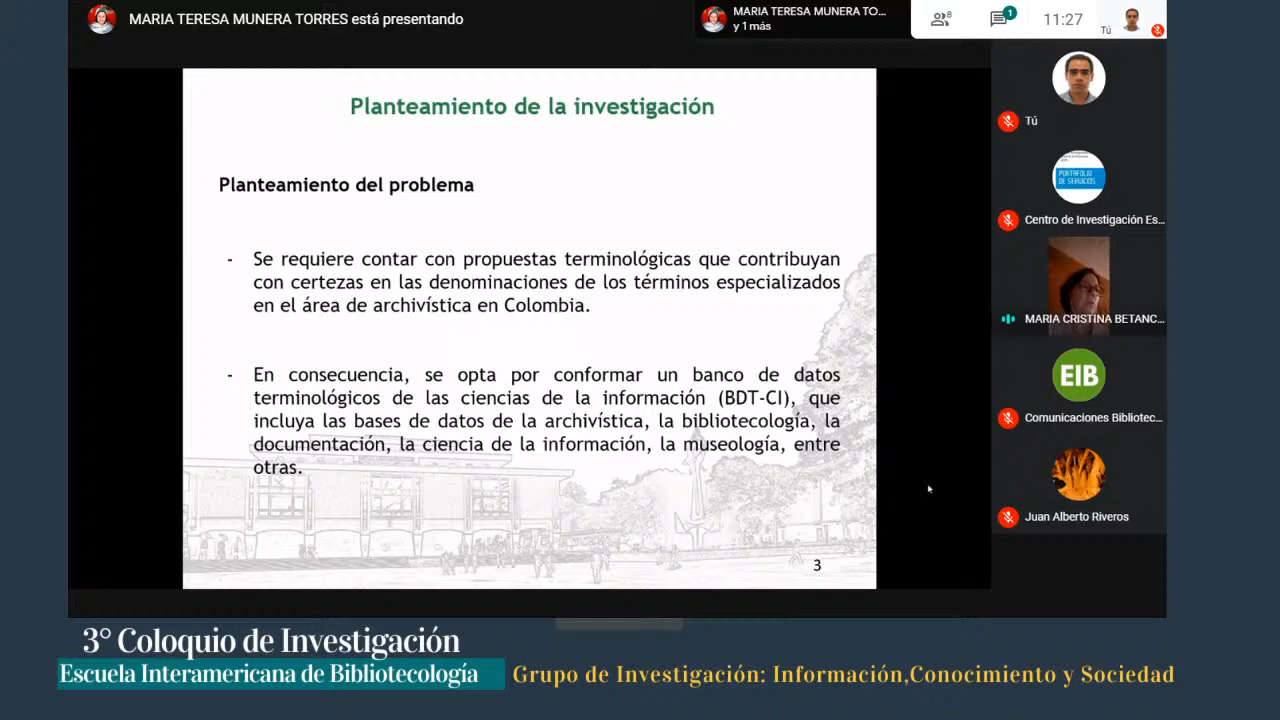 MARIA TERESA MUNERA TORRES está presentando
MARIA TERESA MUNERA TO...
y 1 más
8
1
11:27
Tú
Planteamiento de la investigación
Planteamiento del problema
- Se requiere contar con propuestas terminológicas que contribuyan
con certezas en las denominaciones de los términos especializados
en el área de archivística en Colombia.
- En consecuencia, se opta por conformar un banco de datos
terminológicos de las ciencias de la información (BDT-CI), que
incluya las bases de datos de la archivística, la bibliotecología, la
documentación, la ciencia de la información, la museología, entre
otras.
3
Tú
PORTAFOLIO
DE SERVICIOS
Centro de Investigación Es...
MARIA CRISTINA BETANC...
EIB
Comunicaciones Bibliotec...
Juan Alberto Riveros
3° Coloquio de Investigación
Escuela Interamericana de Bibliotecología
Grupo de Investigación: Información,Conocimiento y Sociedad